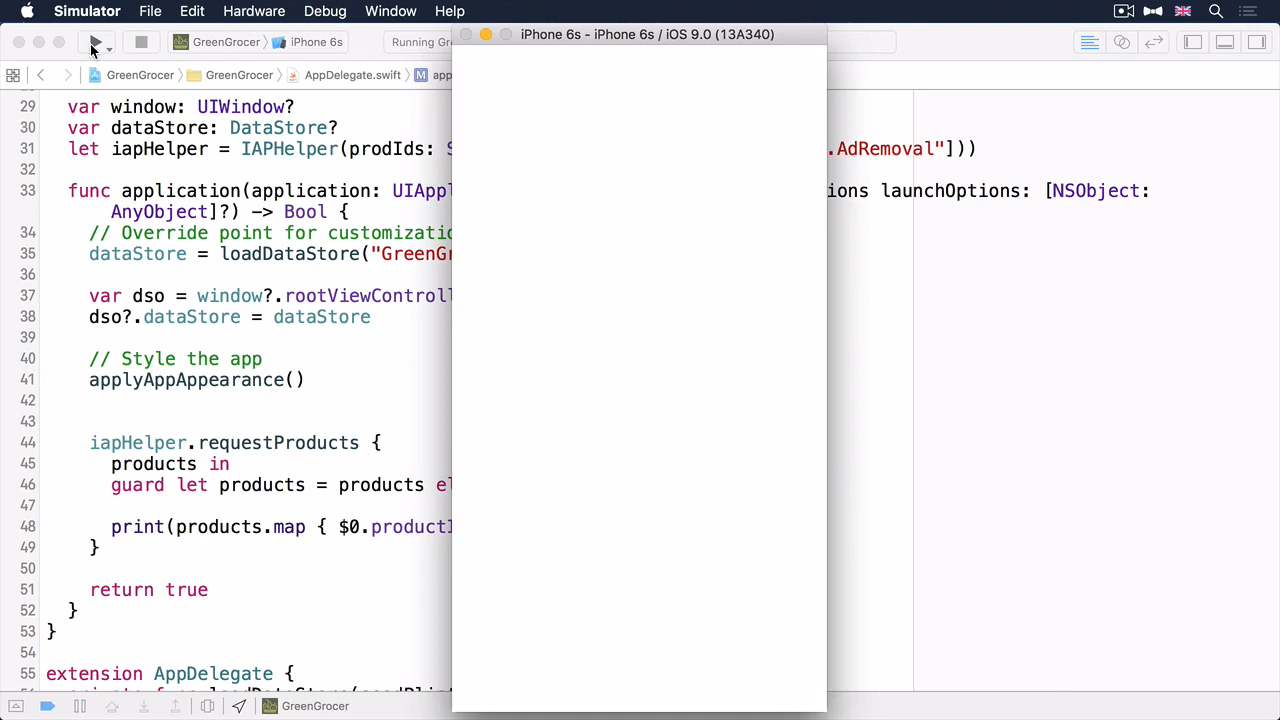 Simulator File Edit Hardware Debug Window Help
GreenGrocer iPhone 6s Running Gre
iPhone 6s - iPhone 6s / iOS 9.0 (13A340)
GreenGrocer GreenGrocer AppDelegate.swift M app
29 var window: UIWindow?
30 var dataStore: DataStore?
31 let iapHelper = IAPHelper(prodIds: S .AdRemoval"]))
32
33 func application(application: UIAppl ions launchOptions: [NSObject:
AnyObject]?) -> Bool {
34 // Override point for customizatio
35 dataStore = loadDataStore("GreenGr
36
37 var dso = window?.rootViewControll
38 dso?.dataStore = dataStore
39
40 // Style the app
41 applyAppAppearance()
42
43
44 iapHelper.requestProducts {
45 products in
46 guard let products = products el
47
48 print(products.map { $0.productI
49 }
50
51 return true
52 }
53 }
54
55 extension AppDelegate {
GreenGrocer